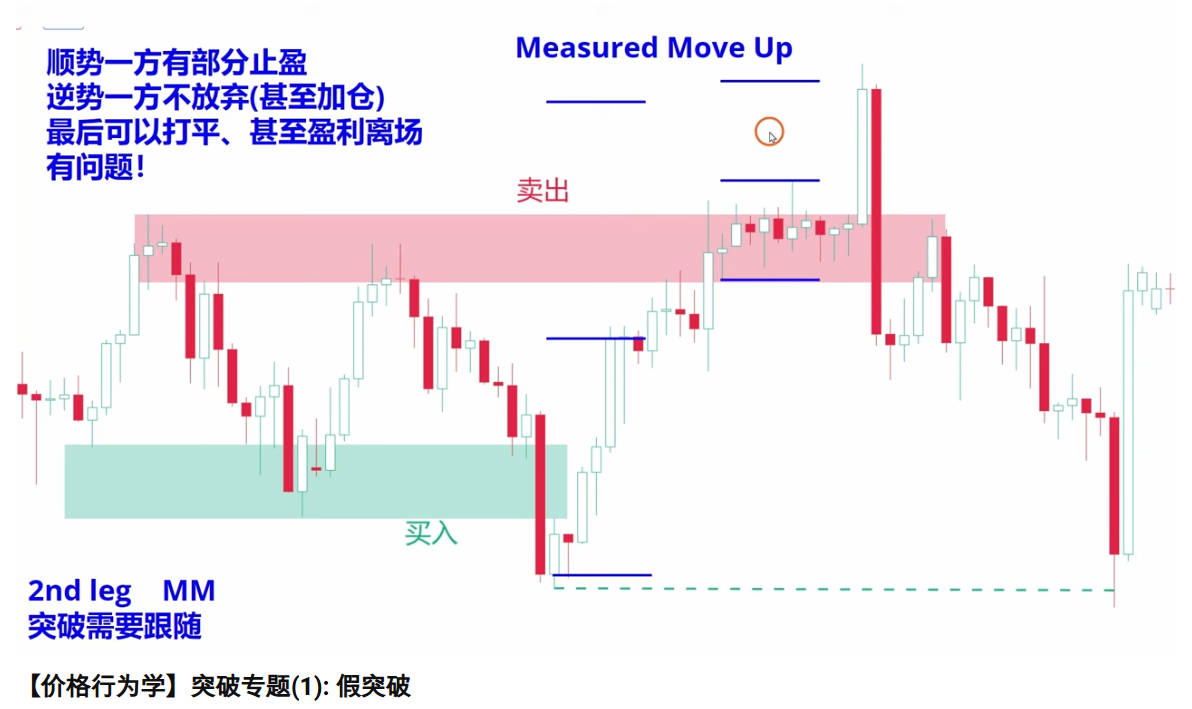 顺势一方有部分止盈
逆势一方不放弃(甚至加仓)
最后可以打平、甚至盈利离场
有问题！
Measured Move Up
卖出
买入
2nd leg MM
突破需要跟随
【价格行为学】突破专题(1): 假突破